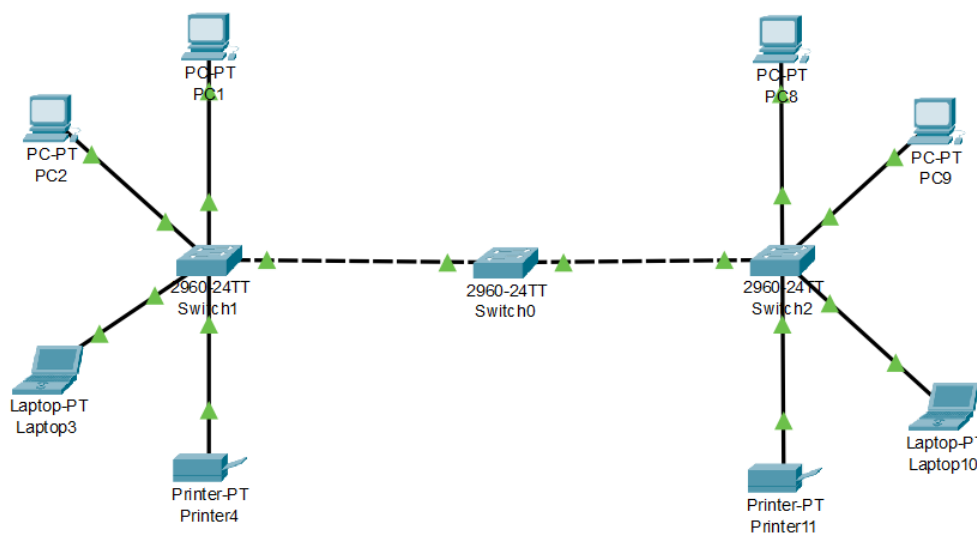 PC-PT
PC1
PC-PT
PC8
PC-PT
PC2
PC-PT
PC9
2960-24TT
Switch1
2960-24TT
Switch0
2960-24TT
Switch2
Laptop-PT
Laptop3
Laptop-PT
Laptop10
Printer-PT
Printer4
Printer-PT
Printer11